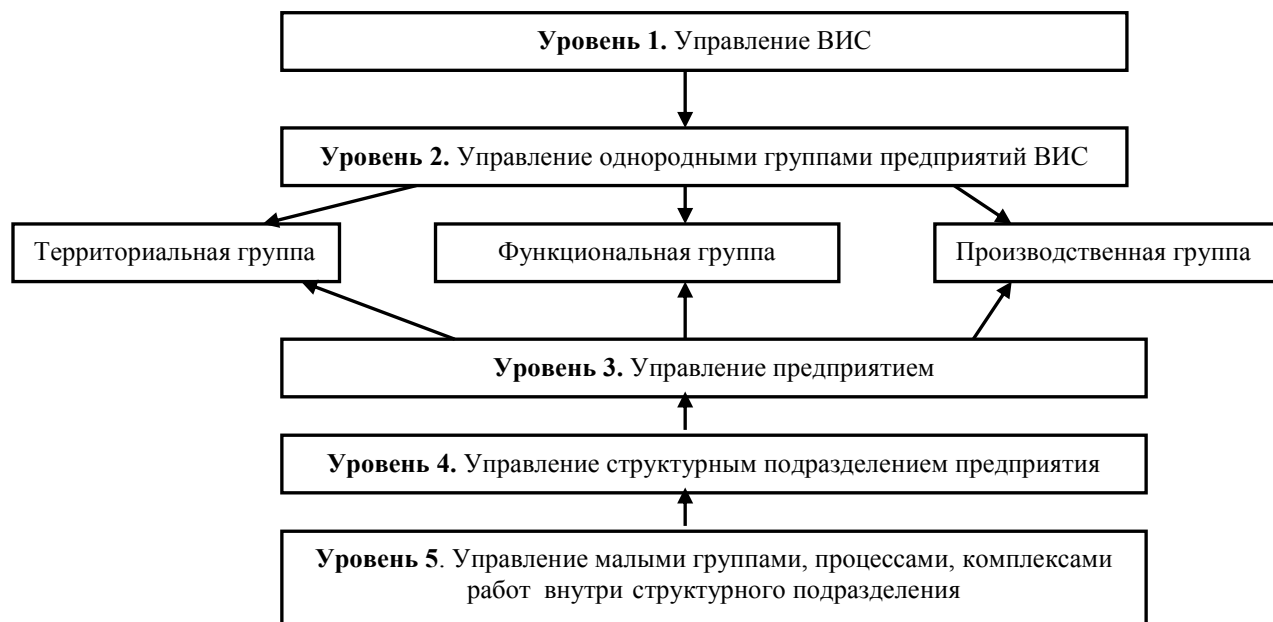 Уровень 1. Управление ВИС
Уровень 2. Управление однородными группами предприятий ВИС
Территориальная группа
Функциональная группа
Производственная группа
Уровень 3. Управление предприятием
Уровень 4. Управление структурным подразделением предприятия
Уровень 5. Управление малыми группами, процессами, комплексами
работ внутри структурного подразделения